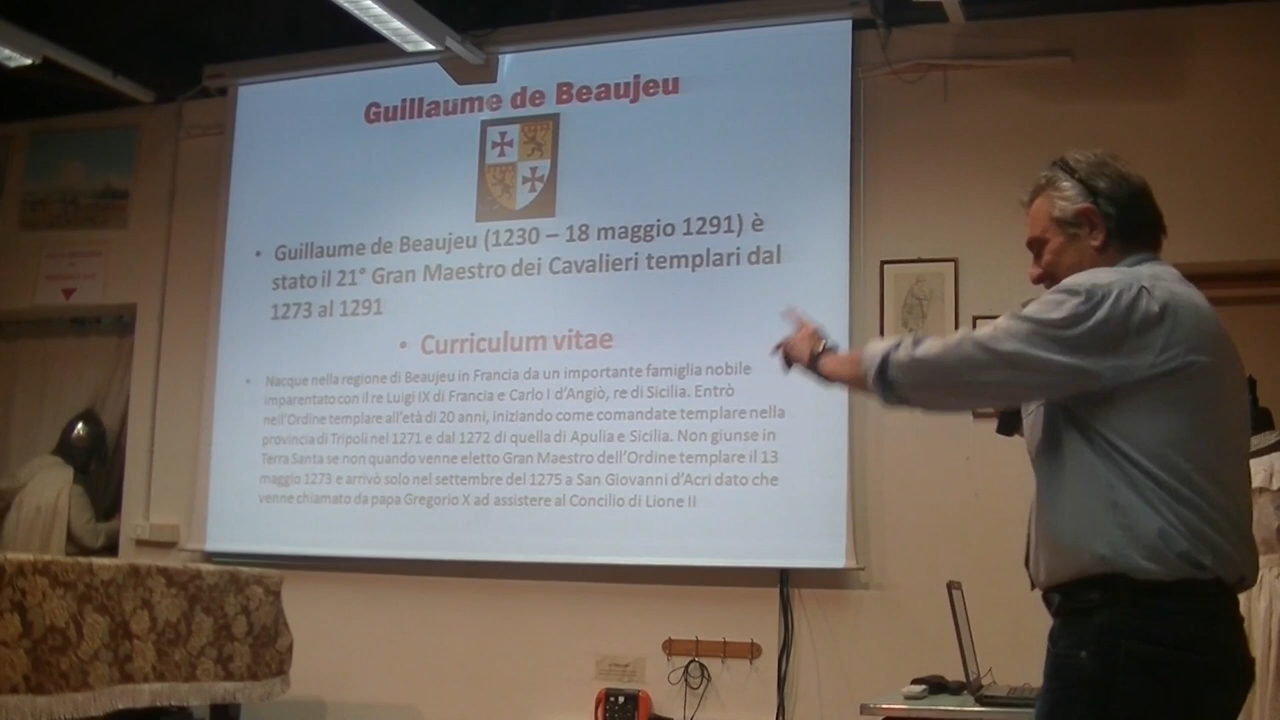 Guillaume de Beaujeu
• Guillaume de Beaujeu (1230 – 18 maggio 1291) è
stato il 21° Gran Maestro dei Cavalieri templari dal
1273 al 1291
• Curriculum vitae
• Nacque nella regione di Beaujeu in Francia da un importante famiglia nobile
imparentato con il re Luigi IX di Francia e Carlo I d'Angiò, re di Sicilia. Entrò
nell'Ordine templare all'età di 20 anni, iniziando come comandate templare nella
provincia di Tripoli nel 1271 e dal 1272 di quella di Apulia e Sicilia. Non giunse in
Terra Santa se non quando venne eletto Gran Maestro dell'Ordine templare il 13
maggio 1273 e arrivò solo nel settembre del 1275 a San Giovanni d'Acri dato che
venne chiamato da papa Gregorio X ad assistere al Concilio di Lione II